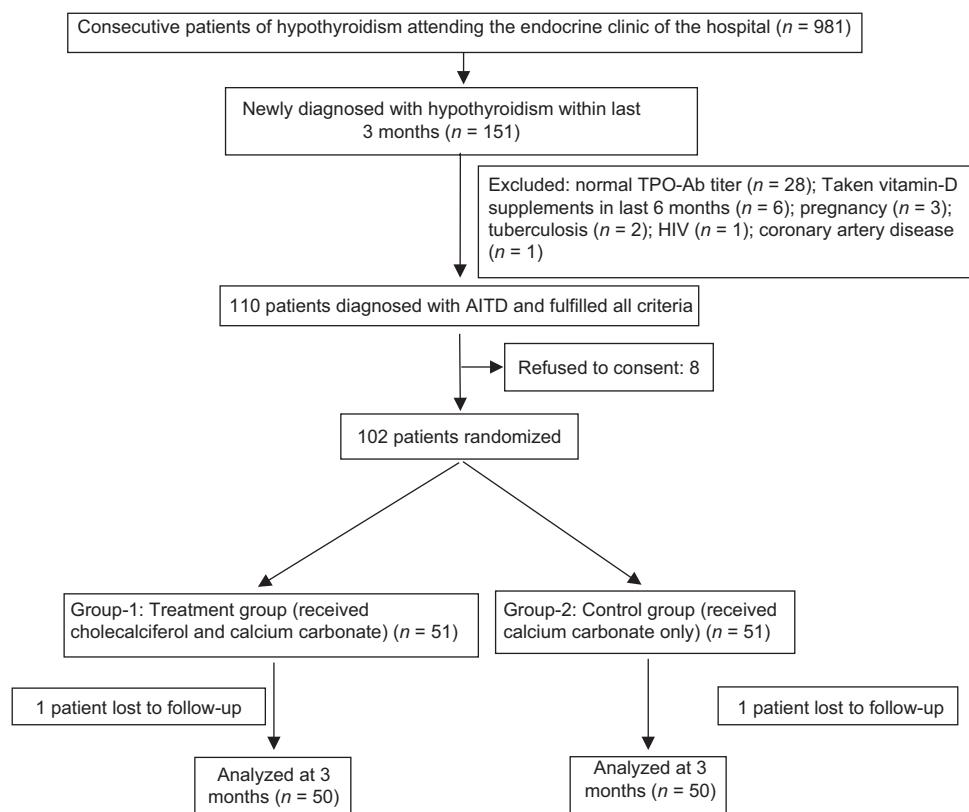 Consecutive patients of hypothyroidism attending the endocrine clinic of the hospital (n = 981)
Newly diagnosed with hypothyroidism within last
3 months (n = 151)
Excluded: normal TPO-Ab titer (n = 28); Taken vitamin-D
supplements in last 6 months (n = 6); pregnancy (n = 3);
tuberculosis (n = 2); HIV (n = 1); coronary artery disease
(n = 1)
110 patients diagnosed with AITD and fulfilled all criteria
Refused to consent: 8
102 patients randomized
Group-1: Treatment group (received
cholecalciferol and calcium carbonate) (n = 51)
Group-2: Control group (received
calcium carbonate only) (n = 51)
1 patient lost to follow-up
1 patient lost to follow-up
Analyzed at 3
months (n = 50)
Analyzed at 3
months (n = 50)